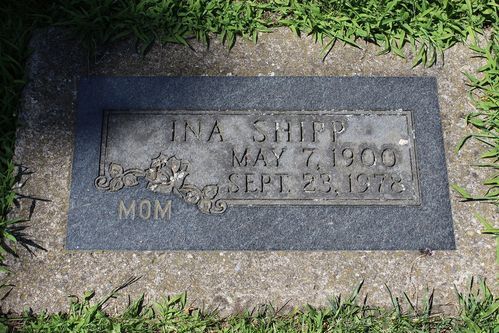 INA SHIPP
MAY 7, 1900
SEPT. 23, 1978
MOM